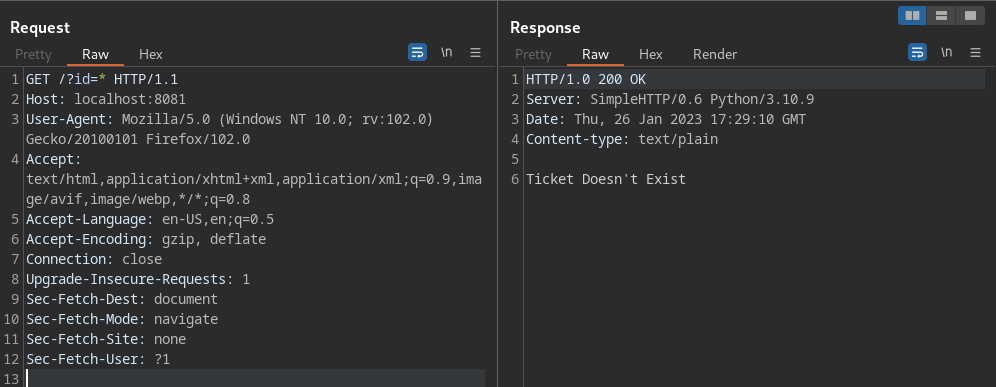 Request
Pretty Raw Hex
\n
1 GET /?id=* HTTP/1.1
2 Host: localhost:8081
3 User-Agent: Mozilla/5.0 (Windows NT 10.0; rv:102.0)
Gecko/20100101 Firefox/102.0
4 Accept:
text/html,application/xhtml+xml,application/xml;q=0.9,ima
ge/avif,image/webp,*/*;q=0.8
5 Accept-Language: en-US,en;q=0.5
6 Accept-Encoding: gzip, deflate
7 Connection: close
8 Upgrade-Insecure-Requests: 1
9 Sec-Fetch-Dest: document
10 Sec-Fetch-Mode: navigate
11 Sec-Fetch-Site: none
12 Sec-Fetch-User: ?1
13
Response
Pretty Raw Hex Render
\n
1 HTTP/1.0 200 OK
2 Server: SimpleHTTP/0.6 Python/3.10.9
3 Date: Thu, 26 Jan 2023 17:29:10 GMT
4 Content-type: text/plain
5
6 Ticket Doesn't Exist